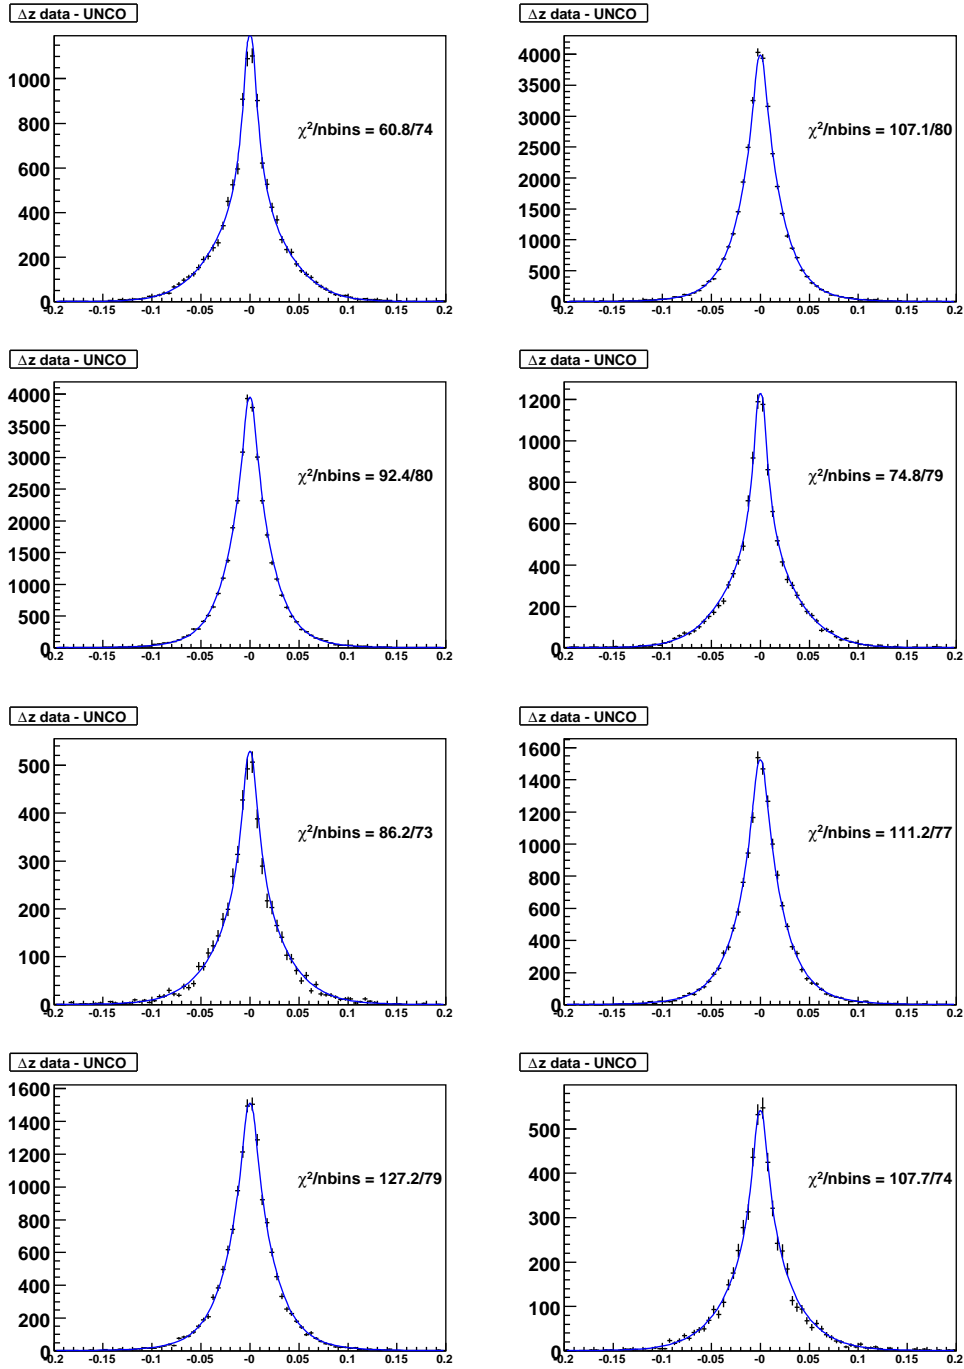 Δz data - UNCO
1000
800
600
400
200
0
χ²/nbins = 60.8/74
-0.2 -0.15 -0.1 -0.05 -0 0.05 0.1 0.15 0.2
Δz data - UNCO
4000
3500
3000
2500
2000
1500
1000
500
0
χ²/nbins = 107.1/80
-0.2 -0.15 -0.1 -0.05 -0 0.05 0.1 0.15 0.2
Δz data - UNCO
4000
3500
3000
2500
2000
1500
1000
500
0
χ²/nbins = 92.4/80
-0.2 -0.15 -0.1 -0.05 -0 0.05 0.1 0.15 0.2
Δz data - UNCO
1200
1000
800
600
400
200
0
χ²/nbins = 74.8/79
-0.2 -0.15 -0.1 -0.05 -0 0.05 0.1 0.15 0.2
Δz data - UNCO
500
400
300
200
100
0
χ²/nbins = 86.2/73
-0.2 -0.15 -0.1 -0.05 -0 0.05 0.1 0.15 0.2
Δz data - UNCO
1600
1400
1200
1000
800
600
400
200
0
χ²/nbins = 111.2/77
-0.2 -0.15 -0.1 -0.05 -0 0.05 0.1 0.15 0.2
Δz data - UNCO
1600
1400
1200
1000
800
600
400
200
0
χ²/nbins = 127.2/79
-0.2 -0.15 -0.1 -0.05 -0 0.05 0.1 0.15 0.2
Δz data - UNCO
500
400
300
200
100
0
χ²/nbins = 107.7/74
-0.2 -0.15 -0.1 -0.05 -0 0.05 0.1 0.15 0.2